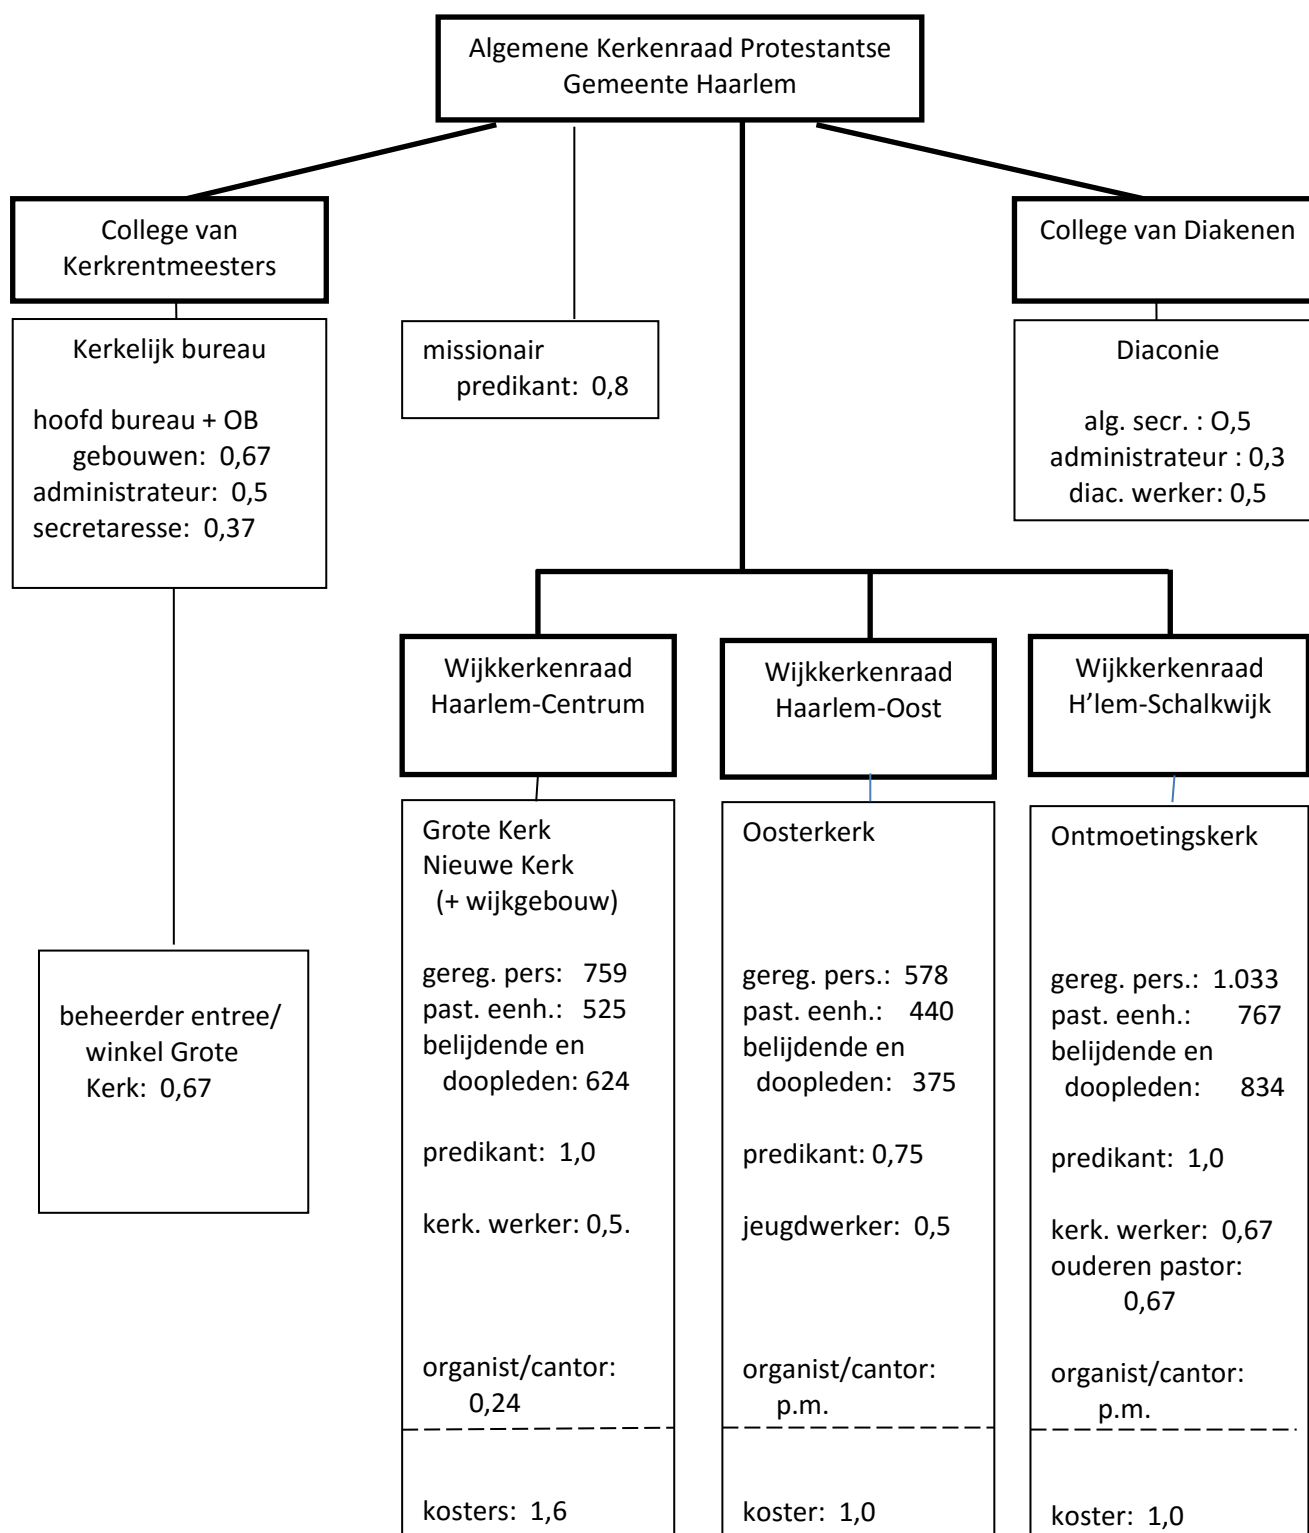 Algemene Kerkenraad Protestantse
Gemeente Haarlem
College van
Kerkrentmeesters
College van Diakenen
Kerkelijk bureau
hoofd bureau + OB
gebouwen: 0,67
administrateur: 0,5
secretaresse: 0,37
missionair
predikant: 0,8
Diaconie
alg. secr. : O,5
administrateur : 0,3
diac. werker: 0,5
Wijkkerkenraad
Haarlem-Centrum
Wijkkerkenraad
Haarlem-Oost
Wijkkerkenraad
H’lem-Schalkwijk
beheerder entree/
winkel Grote
Kerk: 0,67
Grote Kerk
Nieuwe Kerk
(+ wijkgebouw)
gereg. pers: 759
past. eenh.: 525
belijdende en
doopleden: 624
predikant: 1,0
kerk. werker: 0,5.
organist/cantor:
0,24
kosters: 1,6
Oosterkerk
gereg. pers.: 578
past. eenh.: 440
belijdende en
doopleden: 375
predikant: 0,75
jeugdwerker: 0,5
organist/cantor:
p.m.
koster: 1,0
Ontmoetingskerk
gereg. pers.: 1.033
past. eenh.: 767
belijdende en
doopleden: 834
predikant: 1,0
kerk. werker: 0,67
ouderen pastor:
0,67
organist/cantor:
p.m.
koster: 1,0